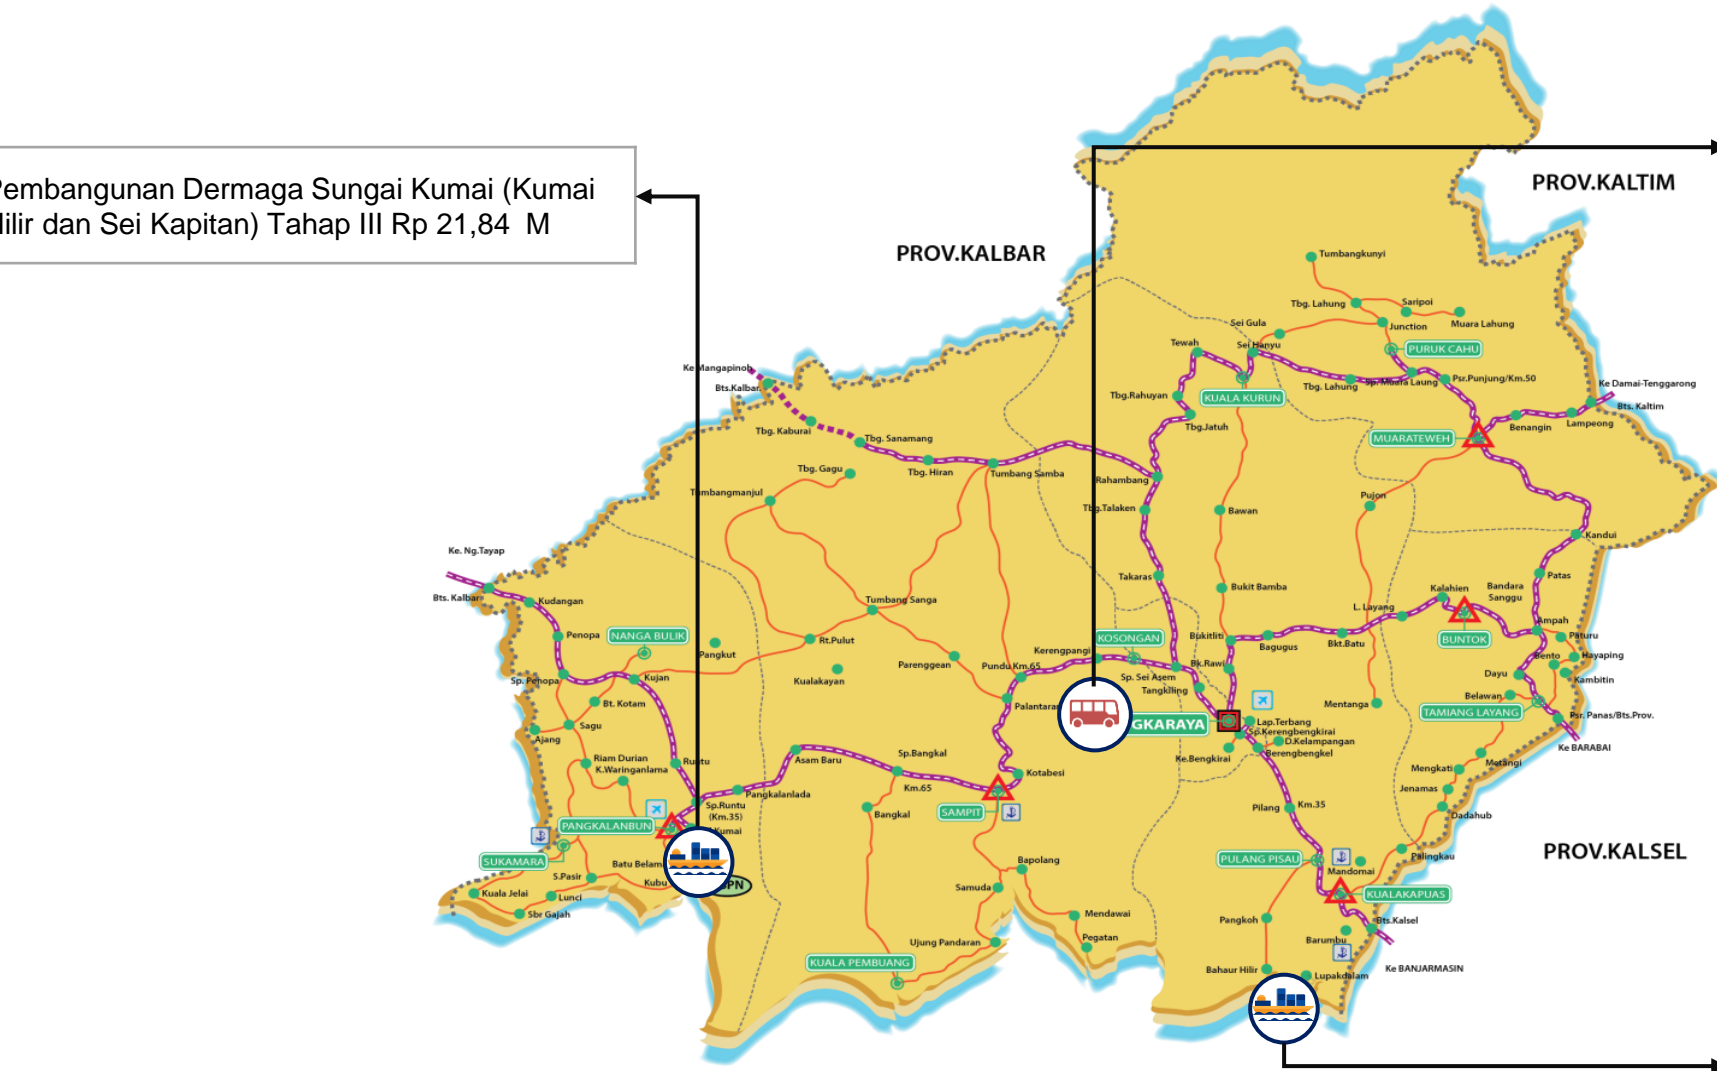 Pembangunan Dermaga Sungai Kumai (Kumai
Hilir dan Sei Kapitan) Tahap III Rp 21,84 M
PROV.KALTIM
PROV.KALBAR
Tumbangkunyi
Tbg. Lahung
Saripoi
Muara Lahung
Junction
Sei Gula
Sei Hanyu
Tewah
PURUK CAHU
Ke Mangapinoh
Bts.Kalbar.
Tbg. Lahung
Sp. Muara Laung
Psr.Punjung/Km.50
Ke Damai-Tenggarong
Bts. Kaltim
Tbg.Rahuyan
KUALA KURUN
Tbg.Jatuh
Lampeong
Benangin
MUARATEWEH
Tbg. Kaburai
Tbg. Sanamang
Tbg. Gagu
Tbg. Hiran
Tumbang Samba
Rahambang
Tumbangmanjul
Pujon
Tbg.Talaken
Bawan
Kandui
Ke. Ng.Tayap
Bts. Kalbar
Kudangan
Takaras
Bukit Bamba
Patas
Kalahien
Bandara
Sanggu
Tumbang Sanga
L. Layang
Penopa
NANGA BULIK
Rt.Pulut
Pangkut
KOSONGAN
Bukitliti
Bagugus
Bkt.Batu
BUNTOK
Ampah
Paturu
Kerengpangi
Bento
Hayaping
Parenggean
Pundu Km.65
Bk.Rawi
Sp. Sei Asem
Tangkiling
Dayu
Kambitin
Sp. Penopa
Kujan
Kualakayan
Belawan
Bt. Kotam
Palantaran
Mentanga
TAMIANG LAYANG
Psr. Panas/Bts.Prov.
Sagu
Ajang
GKARAYA
Lap.Terbang
Sp.Kerengbengkirai
D.Kelampangan
Berengbengkel
Ke.Bengkirai
Ke BARABAI
Riam Durian
K.Waringanlama
Runtu
Asam Baru
Sp.Bangkal
Km.65
Kotabesi
Mengkati
Metangi
Jenamas
Pangkalanlada
Sp.Runtu
(Km.35)
Bangkal
SAMPIT
Pilang
Km.35
Dadahub
PANGKALANBUN
Kumai
SUKAMARA
Batu Belaman
Kubu
PN
S.Pasir
Kuala Jelai
Lunci
Sbr Gajah
Bapolang
Samuda
PULANG PISAU
Mandomai
Palingkau
PROV.KALSEL
KUALAKAPUAS
Mendawai
Pegatan
Pangkoh
Bts.Kalsel
Barumbu
Ujung Pandaran
KUALA PEMBUANG
Bahaur Hilir
Lupakdalam
Ke BANJARMASIN